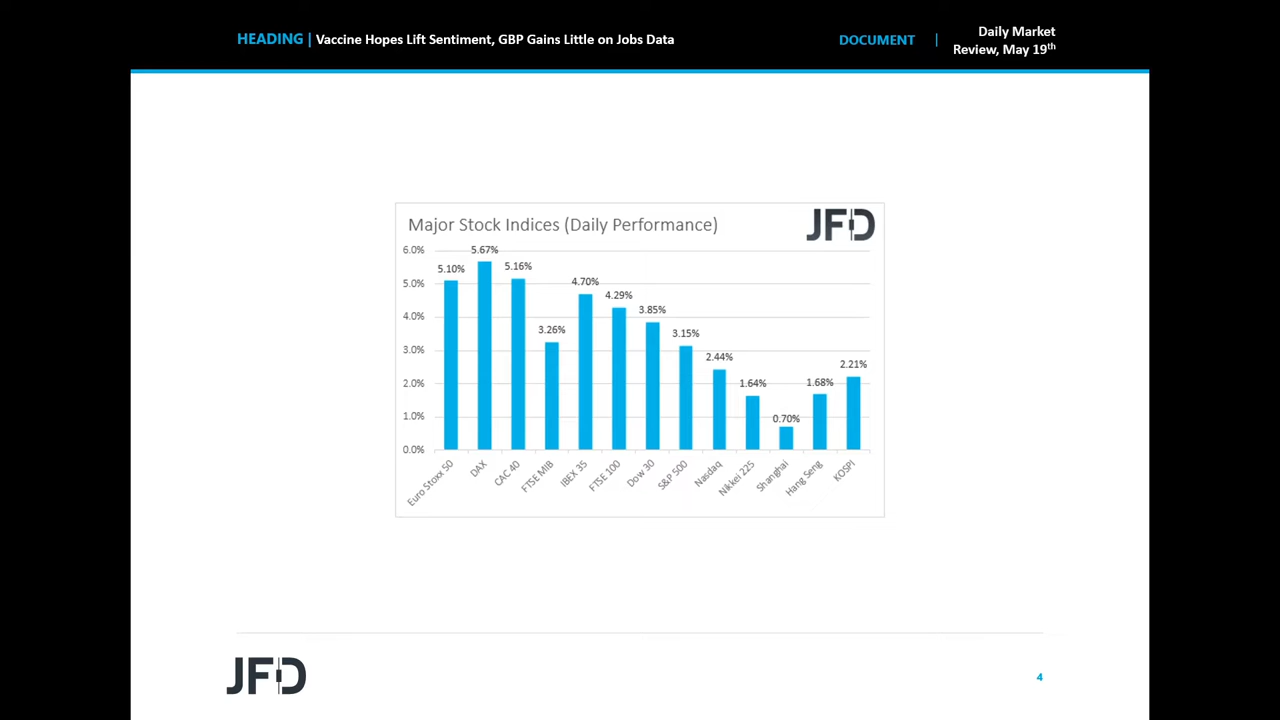 HEADING | Vaccine Hopes Lift Sentiment, GBP Gains Little on Jobs Data
DOCUMENT | Daily Market
Review, May 19th
Major Stock Indices (Daily Performance)
JFD
6.0%
5.0%
4.0%
3.0%
2.0%
1.0%
0.0%
5.10%
5.67%
5.16%
3.26%
4.70%
4.29%
3.85%
3.15%
2.44%
1.64%
0.70%
1.68%
2.21%
Euro Stoxx 50
DAX
CAC 40
FTSE MIB
IBEX 35
FTSE 100
Dow 30
S&P 500
Nasdaq
Nikkei 225
Shanghai
Hang Seng
KOSPI
JFD
4